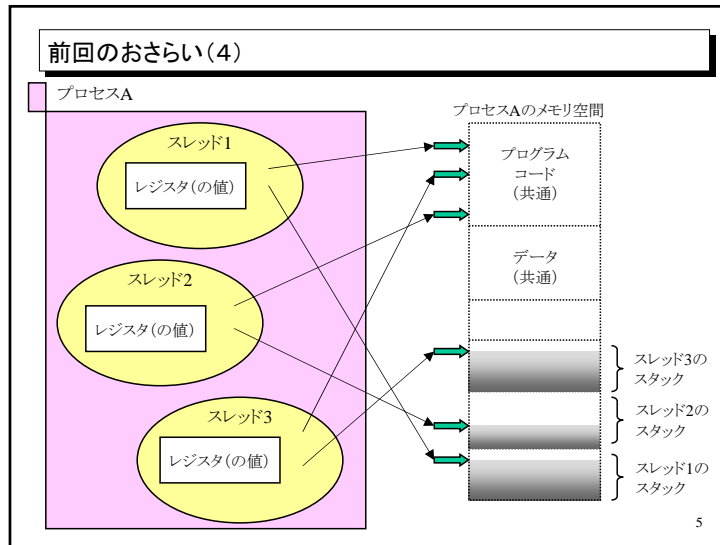 前回のおさらい（４）
プロセスA
スレッド1
レジスタ（の値）
スレッド2
レジスタ（の値）
スレッド3
レジスタ（の値）
プロセスAのメモリ空間
プログラム
コード
（共通）
データ
（共通）
スレッド3の
スタック
スレッド2の
スタック
スレッド1の
スタック
5